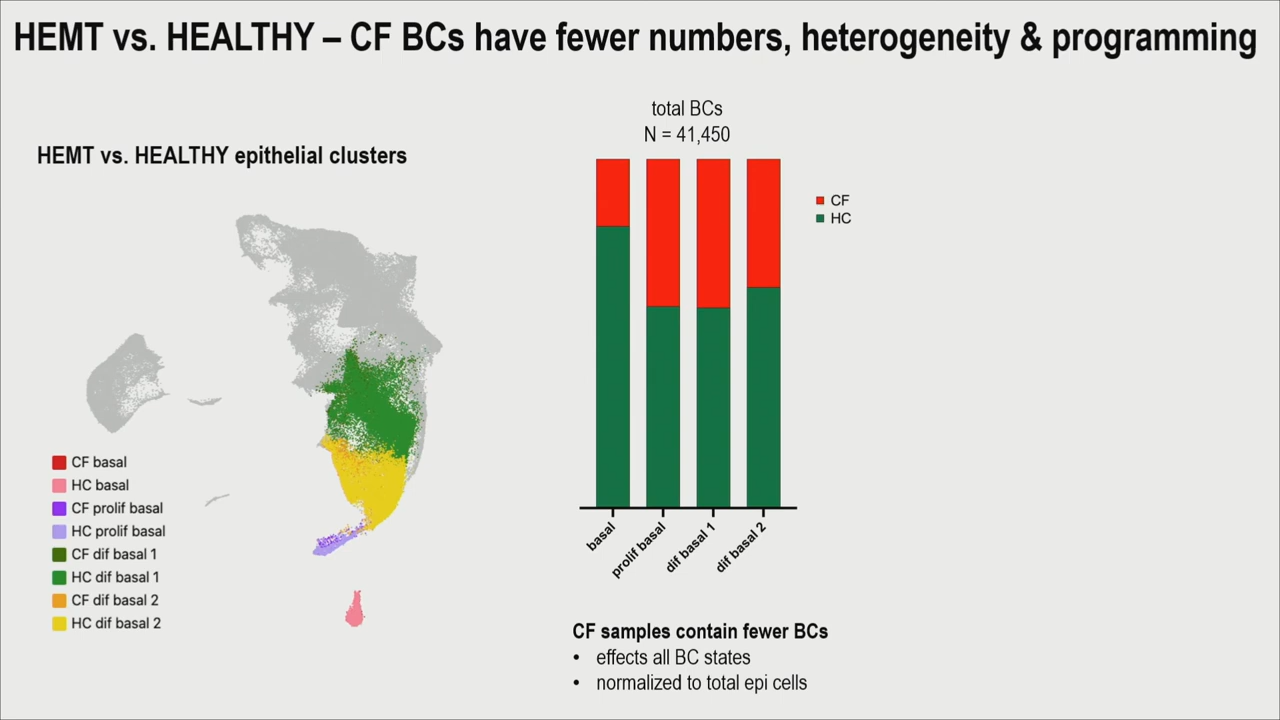 HEMT vs. HEALTHY – CF BCs have fewer numbers, heterogeneity & programming
HEMT vs. HEALTHY epithelial clusters
CF basal
HC basal
CF prolif basal
HC prolif basal
CF dif basal 1
HC dif basal 1
CF dif basal 2
HC dif basal 2
total BCs
N = 41,450
CF
HC
basal
prolif basal
dif basal 1
dif basal 2
CF samples contain fewer BCs
• effects all BC states
• normalized to total epi cells